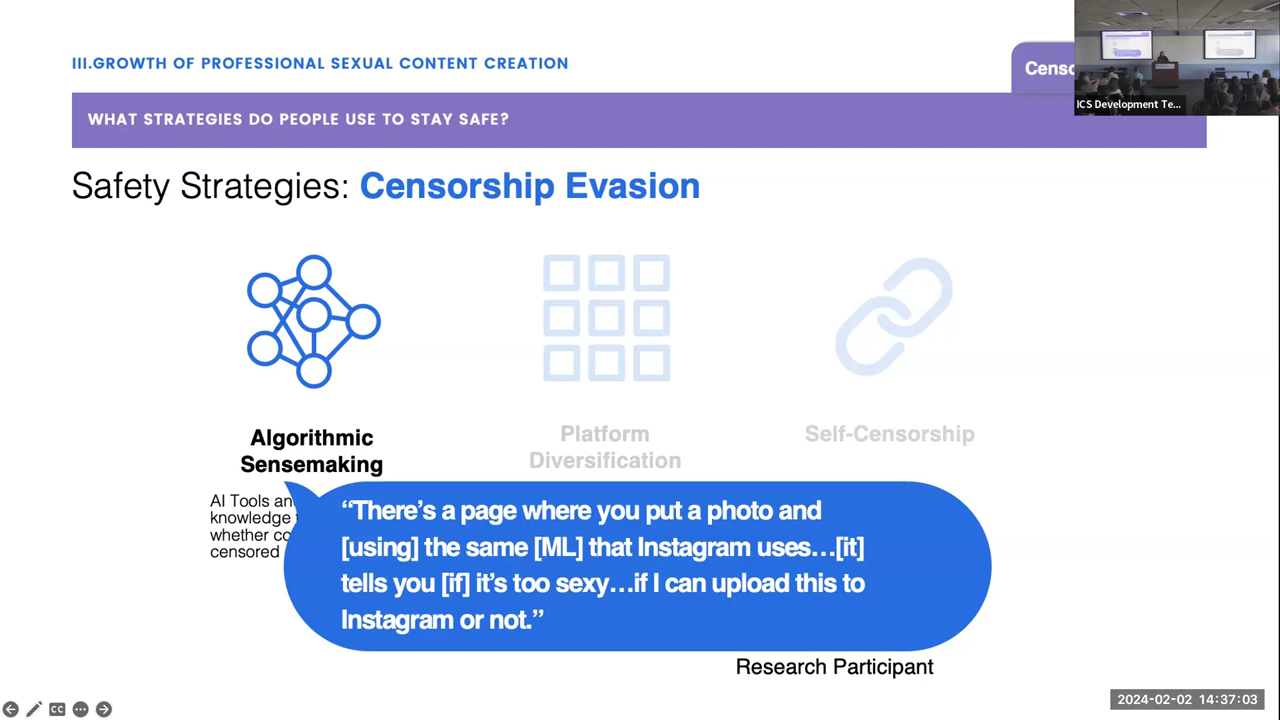 III.GROWTH OF PROFESSIONAL SEXUAL CONTENT CREATION
WHAT STRATEGIES DO PEOPLE USE TO STAY SAFE?
ICS Development Te...
Safety Strategies: Censorship Evasion
Algorithmic
Sensemaking
Platform
Diversification
Self-Censorship
AI Tools
knowledge
whether
censored
“There’s a page where you put a photo and
[using] the same [ML] that Instagram uses…[it]
tells you [if] it’s too sexy…if I can upload this to
Instagram or not.”
Research Participant
CC
2024-02-02 14:37:03